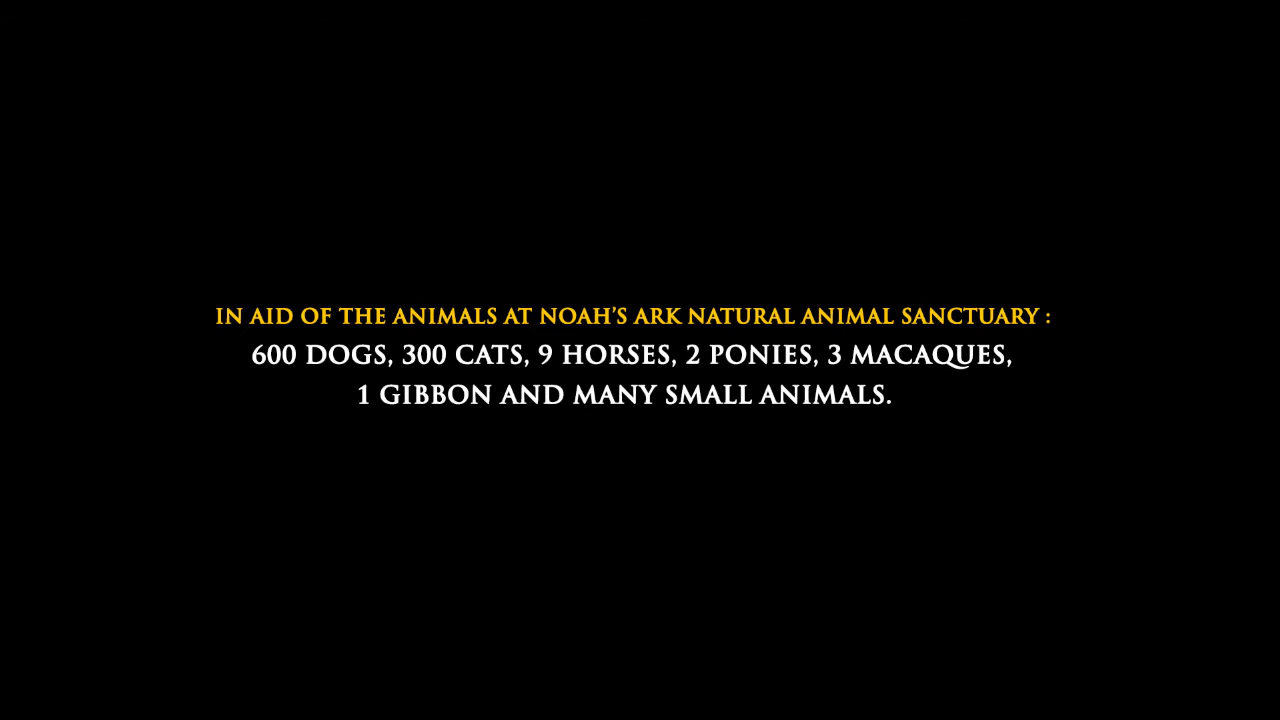 IN AID OF THE ANIMALS AT NOAH'S ARK NATURAL ANIMAL SANCTUARY :
600 DOGS, 300 CATS, 9 HORSES, 2 PONIES, 3 MACAQUES,
1 GIBBON AND MANY SMALL ANIMALS.